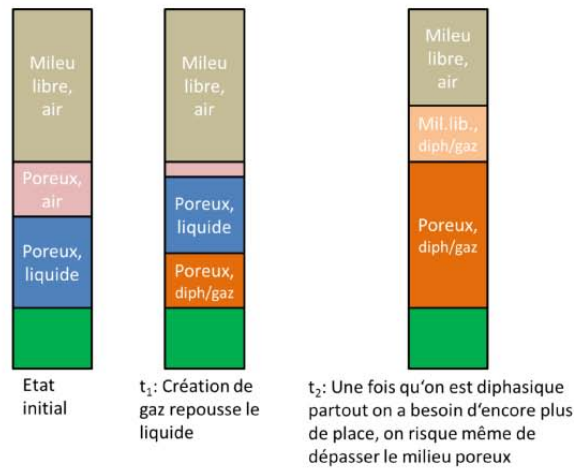 Mileu
libre,
air
Poreux,
air
Poreux,
liquide
Etat
initial
Mileu
libre,
air
Poreux,
liquide
Poreux,
diph/gaz
t₁: Création de
gaz repousse le
liquide
Mileu
libre,
air
Mil.lib.,
diph/gaz
Poreux,
diph/gaz
t₂: Une fois qu‘on est diphasique
partout on a besoin d‘encore plus
de place, on risque même de
dépasser le milieu poreux